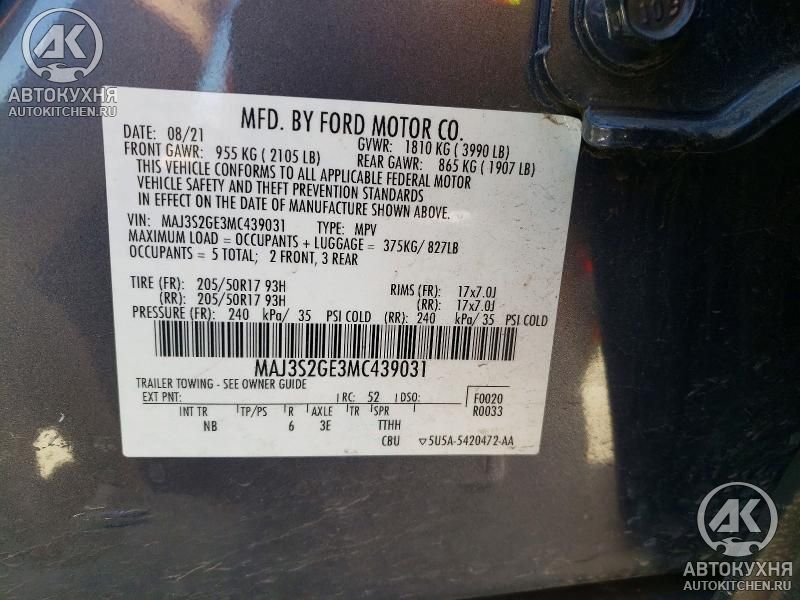 AK
АВТОКУХНЯ
AUTOKITCHEN.RU
109
MFD. BY FORD MOTOR CO.
DATE: 08/21 GVWR: 1810 KG ( 3990 LB)
FRONT GAWR: 955 KG ( 2105 LB) REAR GAWR: 865 KG ( 1907 LB)
THIS VEHICLE CONFORMS TO ALL APPLICABLE FEDERAL MOTOR
VEHICLE SAFETY AND THEFT PREVENTION STANDARDS
IN EFFECT ON THE DATE OF MANUFACTURE SHOWN ABOVE.
VIN: MAJ3S2GE3MC439031 TYPE: MPV
MAXIMUM LOAD = OCCUPANTS + LUGGAGE = 375KG/ 827LB
OCCUPANTS = 5 TOTAL; 2 FRONT, 3 REAR
TIRE (FR): 205/50R17 93H RIMS (FR): 17x7.0J
(RR): 205/50R17 93H (RR): 17x7.0J
PRESSURE (FR): 240 kPa/ 35 PSI COLD (RR): 240 kPa/ 35 PSI COLD
MAJ3S2GE3MC439031
TRAILER TOWING - SEE OWNER GUIDE
EXT PNT: RC: 52 DSO: F0020
R0033
INT TR TP/PS R AXLE TR SPR
NB 6 3E TTHH
CBU ▽5U5A-5420472-AA
AK
АВТОКУХНЯ
AUTOKITCHEN.RU